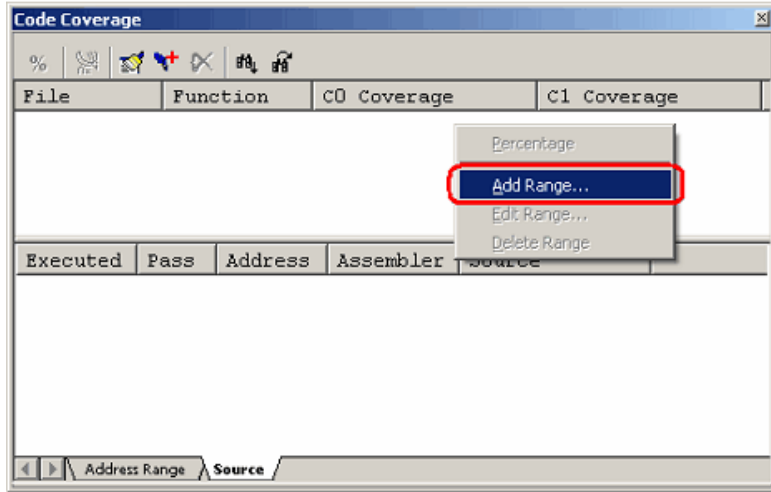 Code Coverage
%
File Function C0 Coverage C1 Coverage
Percentage
Add Range...
Edit Range...
Delete Range
Executed Pass Address Assembler Source
Address Range Source